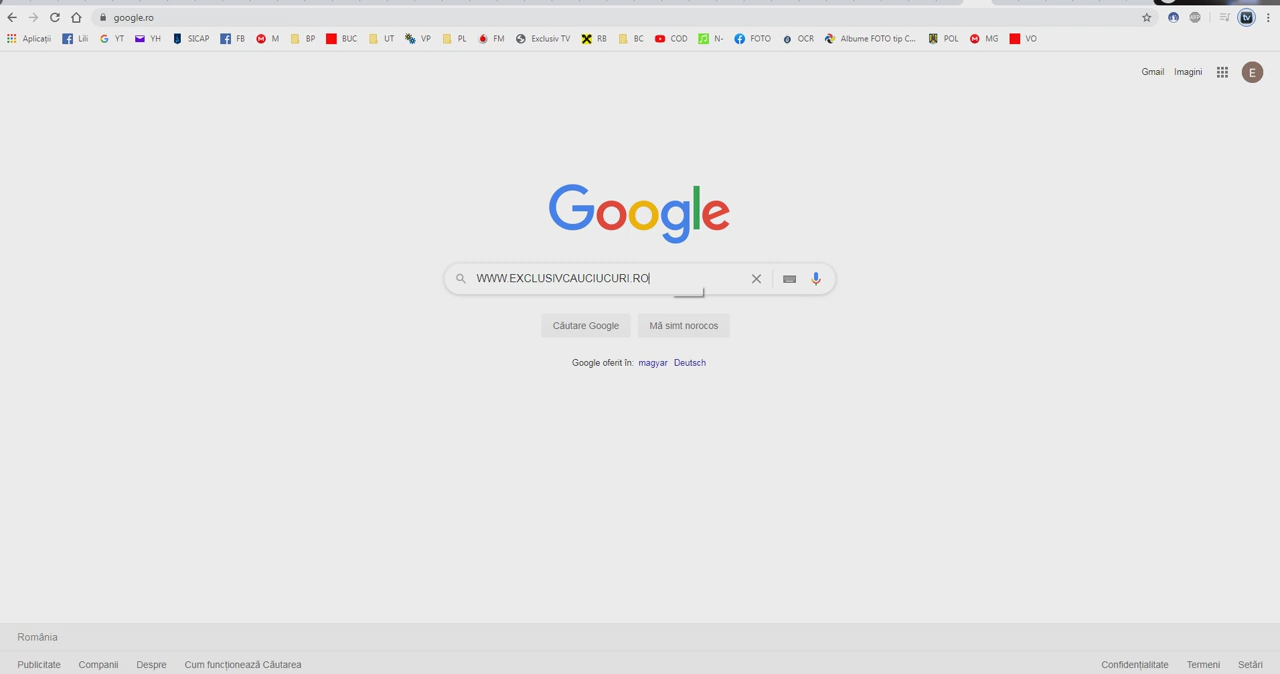 google.ro
Aplicații Lili YT YH SICAP FB M BP BUC UT VP PL FM Exclusiv TV RB BC COD N- FOTO OCR Albume FOTO tip C... POL MG VO
Gmail Imagini E
Google
WWW.EXCLUSIVCAUCIUCURI.RO
Căutare Google Mă simt norocos
Google oferit în: magyar Deutsch
România
Publicitate Companii Despre Cum funcționează Căutarea Confidențialitate Termeni Setări